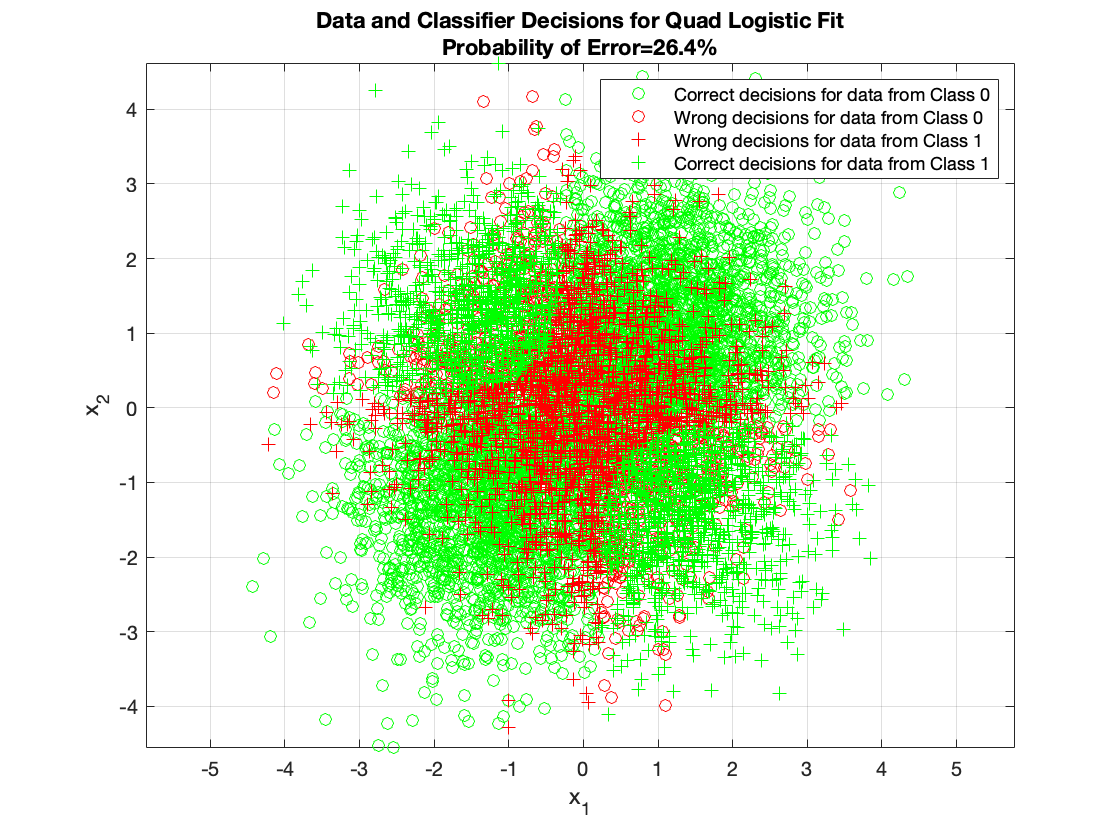 Data and Classifier Decisions for Quad Logistic Fit
Probability of Error=26.4%
Correct decisions for data from Class 0
Wrong decisions for data from Class 0
Wrong decisions for data from Class 1
Correct decisions for data from Class 1
4
3
2
1
0
-1
-2
-3
-4
x2
-5 -4 -3 -2 -1 0 1 2 3 4 5
x1